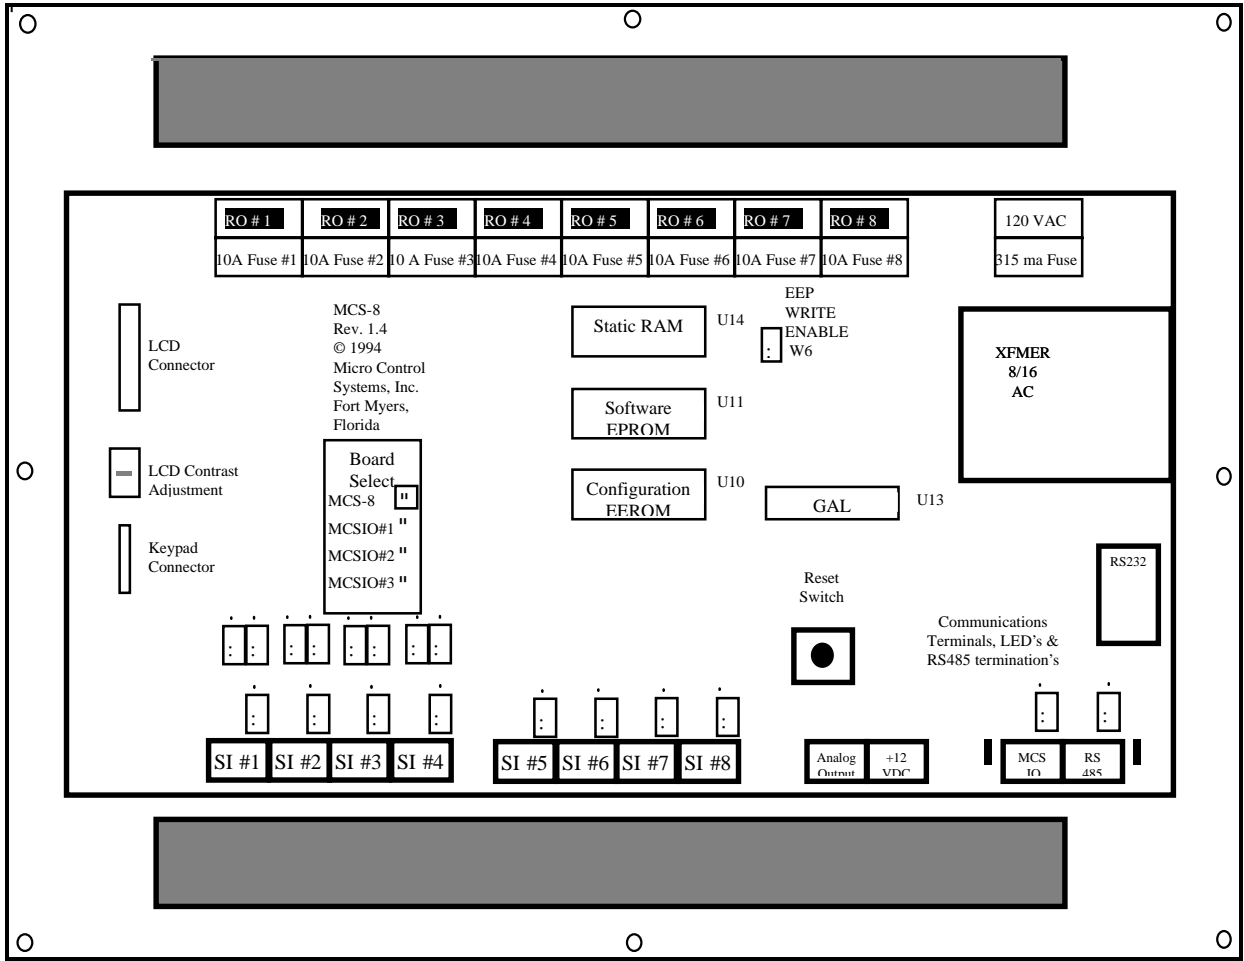 RO # 1 RO # 2 RO # 3 RO # 4 RO # 5 RO # 6 RO # 7 RO # 8 120 VAC
10A Fuse #1 10A Fuse #2 10 A Fuse #3 10A Fuse #4 10A Fuse #5 10A Fuse #6 10A Fuse #7 10A Fuse #8 315 ma Fuse
LCD
Connector
MCS-8
Rev. 1.4
© 1994
Micro Control
Systems, Inc.
Fort Myers,
Florida
Static RAM U14
EEP
WRITE
ENABLE
W6
XFMER
8/16
AC
Software
EPROM
U11
LCD Contrast
Adjustment
Board
Select
MCS-8 "
MCSIO#1 "
MCSIO#2 "
MCSIO#3 "
Configuration
EEROM
U10
GAL U13
Keypad
Connector
Reset
Switch
RS232
Communications
Terminals, LED's &
RS485 termination's
SI #1 SI #2 SI #3 SI #4 SI #5 SI #6 SI #7 SI #8
Analog
Output
+12
VDC
MCS
IO
RS
485